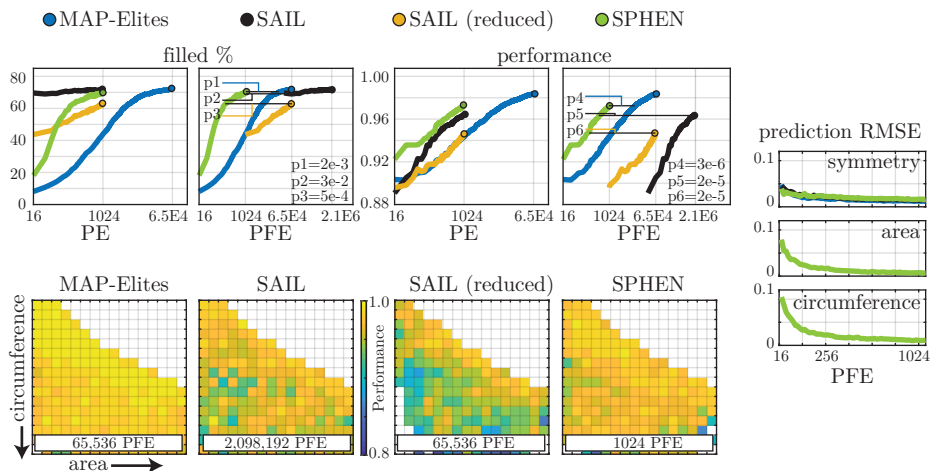 MAP-Elites SAIL SAIL (reduced) SPHEN
filled % performance
80 60 40 20 0
p1 p2 p3
p1=2e-3
p2=3e-2
p3=5e-4
16 1024 6.5E4
PE
16 1024 6.5E4 2.1E6
PFE
1.00 0.96 0.92 0.88
16 1024 6.5E4
PE
p4 p5 p6
p4=3e-6
p5=2e-5
p6=2e-5
16 1024 6.5E4 2.1E6
PFE
prediction RMSE
0.1 symmetry
0
0.1 area
0
0.1 circumference
0
16 256 1024
PFE
MAP-Elites SAIL SAIL (reduced) SPHEN
circumference
area
1.0
Performance
0.8
65,536 PFE 2,098,192 PFE 65,536 PFE 1024 PFE